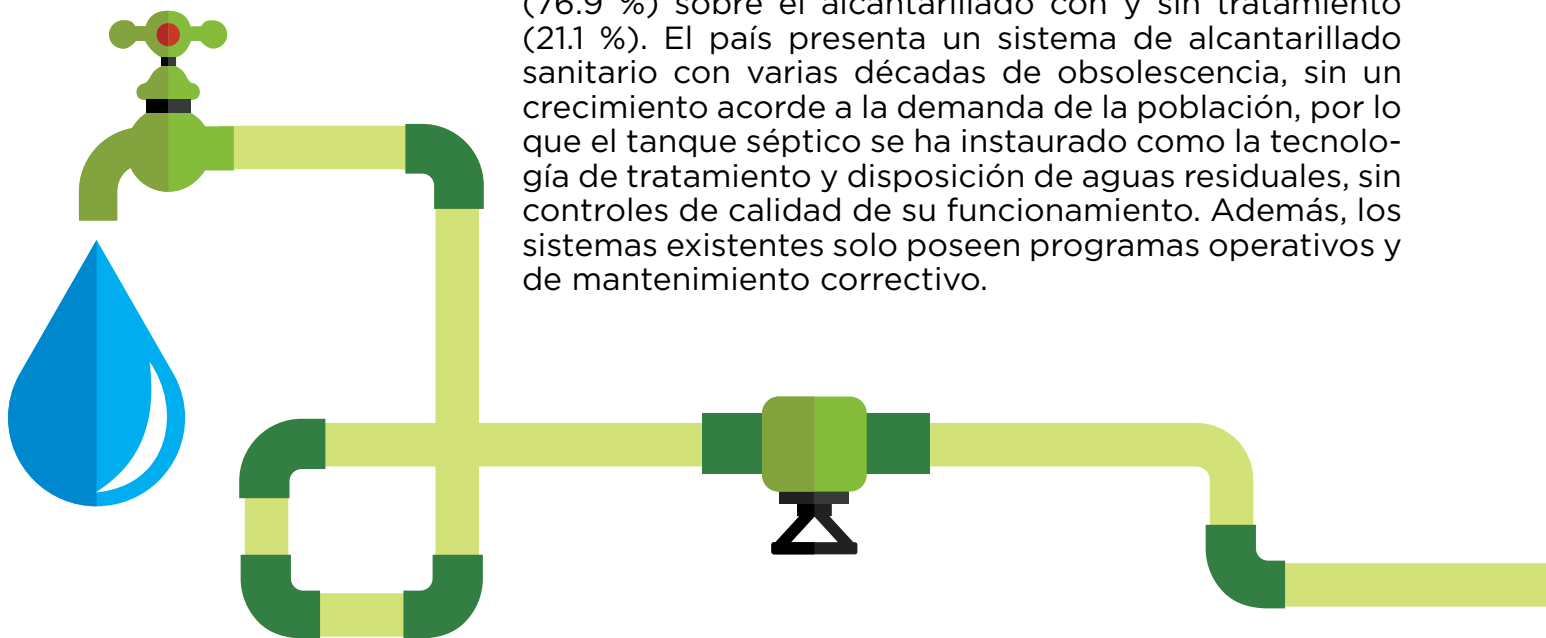 (76.9 %) sobre el alcantarillado con y sin tratamiento
(21.1 %). El país presenta un sistema de alcantarillado
sanitario con varias décadas de obsolescencia, sin un
crecimiento acorde a la demanda de la población, por lo
que el tanque séptico se ha instaurado como la tecnolo-
gía de tratamiento y disposición de aguas residuales, sin
controles de calidad de su funcionamiento. Además, los
sistemas existentes solo poseen programas operativos y
de mantenimiento correctivo.